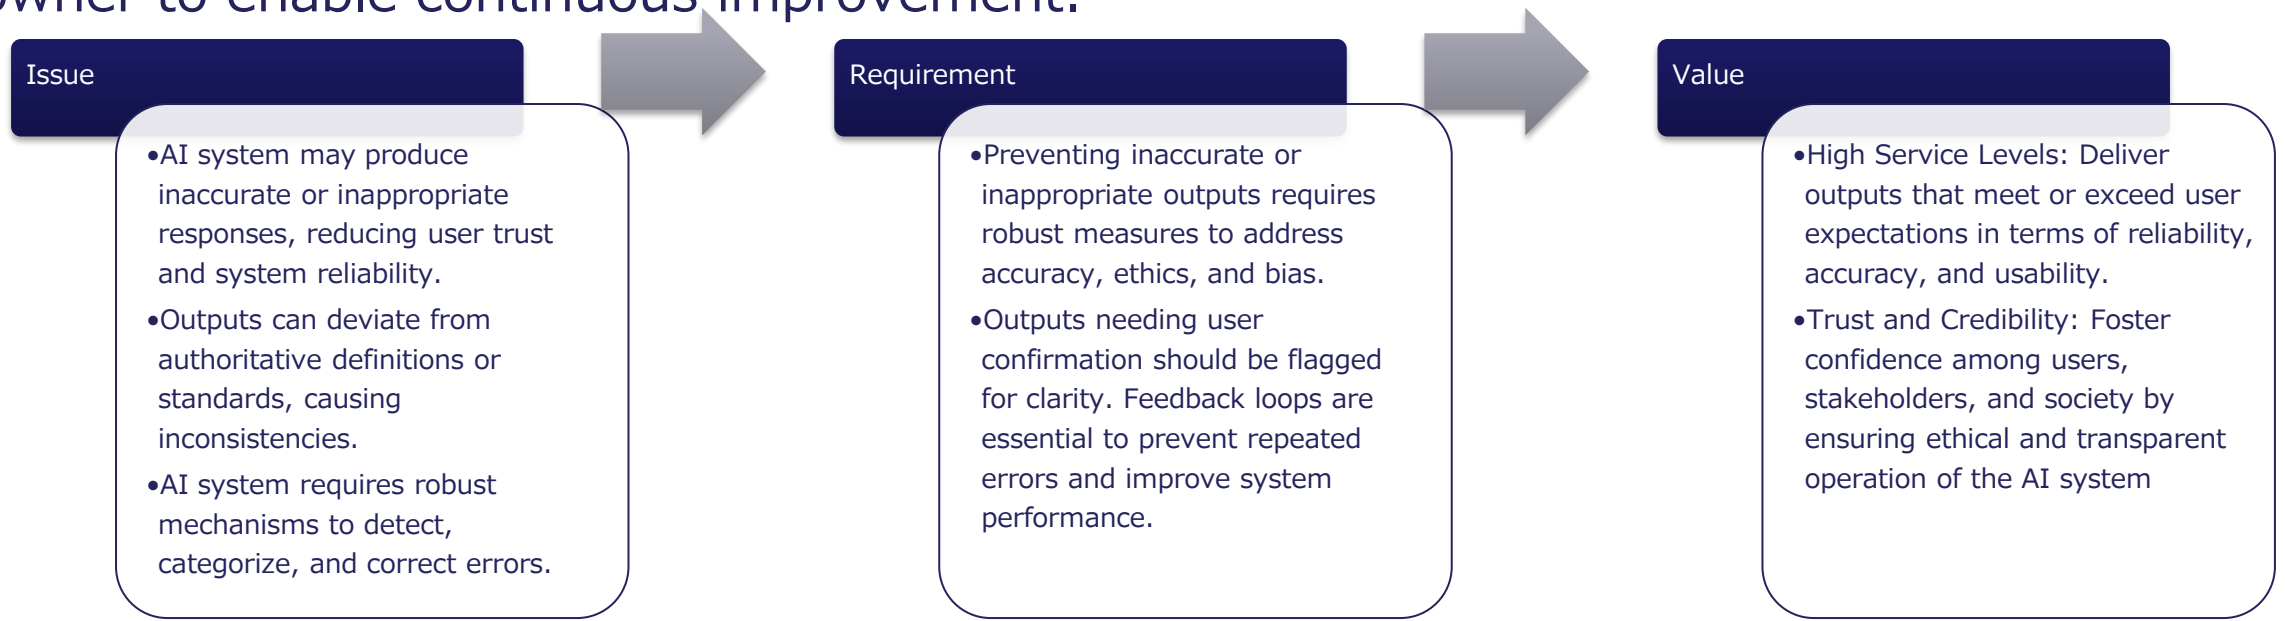 owner to enable continuous improvement.
Issue
•AI system may produce
inaccurate or inappropriate
responses, reducing user trust
and system reliability.
•Outputs can deviate from
authoritative definitions or
standards, causing
inconsistencies.
•AI system requires robust
mechanisms to detect,
categorize, and correct errors.
Requirement
•Preventing inaccurate or
inappropriate outputs requires
robust measures to address
accuracy, ethics, and bias.
•Outputs needing user
confirmation should be flagged
for clarity. Feedback loops are
essential to prevent repeated
errors and improve system
performance.
Value
•High Service Levels: Deliver
outputs that meet or exceed user
expectations in terms of reliability,
accuracy, and usability.
•Trust and Credibility: Foster
confidence among users,
stakeholders, and society by
ensuring ethical and transparent
operation of the AI system